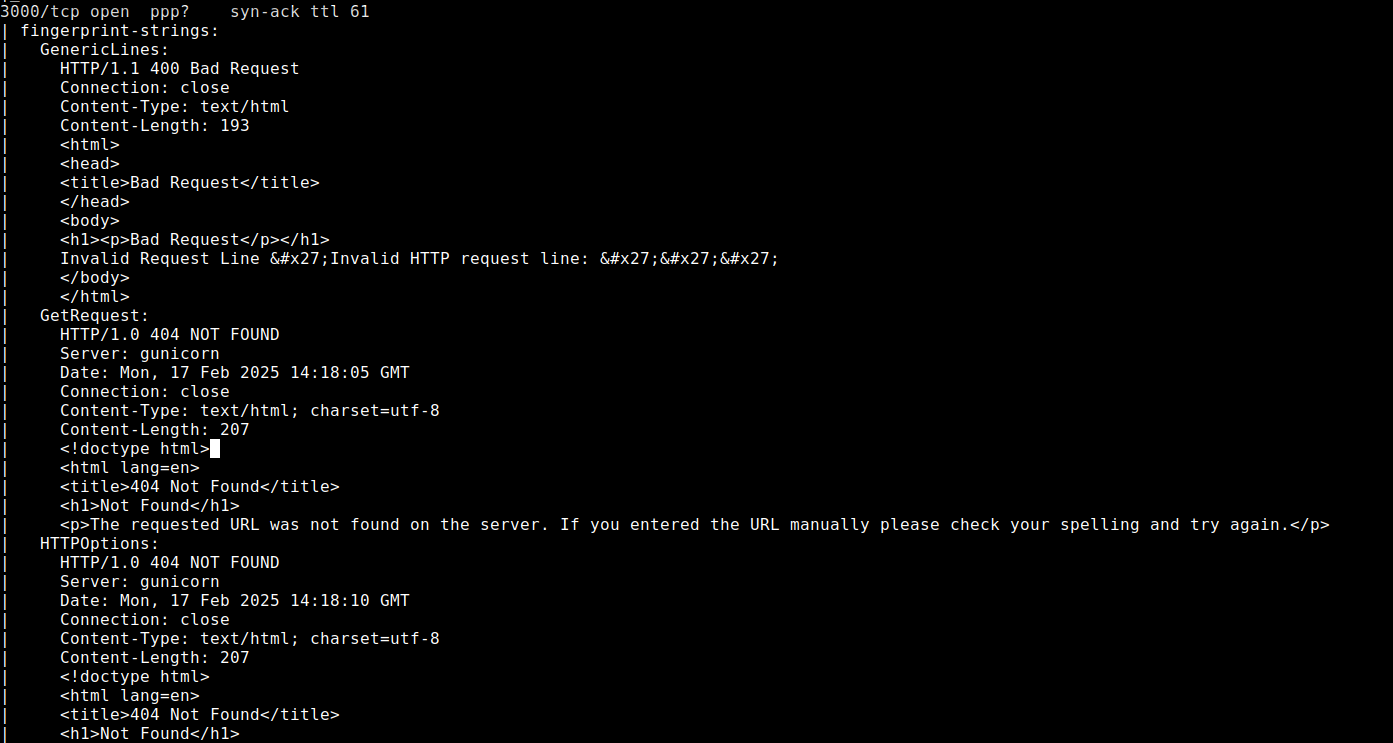 3000/tcp open  ppp?    syn-ack ttl 61
| fingerprint-strings:
|   GenericLines:
|     HTTP/1.1 400 Bad Request
|     Connection: close
|     Content-Type: text/html
|     Content-Length: 193
|     <html>
|     <head>
|     <title>Bad Request</title>
|     </head>
|     <body>
|     <h1><p>Bad Request</p></h1>
|     Invalid Request Line &#x27;Invalid HTTP request line: &#x27;&#x27;&#x27;
|     </body>
|     </html>
|   GetRequest:
|     HTTP/1.0 404 NOT FOUND
|     Server: gunicorn
|     Date: Mon, 17 Feb 2025 14:18:05 GMT
|     Connection: close
|     Content-Type: text/html; charset=utf-8
|     Content-Length: 207
|     <!doctype html>
|     <html lang=en>
|     <title>404 Not Found</title>
|     <h1>Not Found</h1>
|     <p>The requested URL was not found on the server. If you entered the URL manually please check your spelling and try again.</p>
|   HTTPOptions:
|     HTTP/1.0 404 NOT FOUND
|     Server: gunicorn
|     Date: Mon, 17 Feb 2025 14:18:10 GMT
|     Connection: close
|     Content-Type: text/html; charset=utf-8
|     Content-Length: 207
|     <!doctype html>
|     <html lang=en>
|     <title>404 Not Found</title>
|     <h1>Not Found</h1>